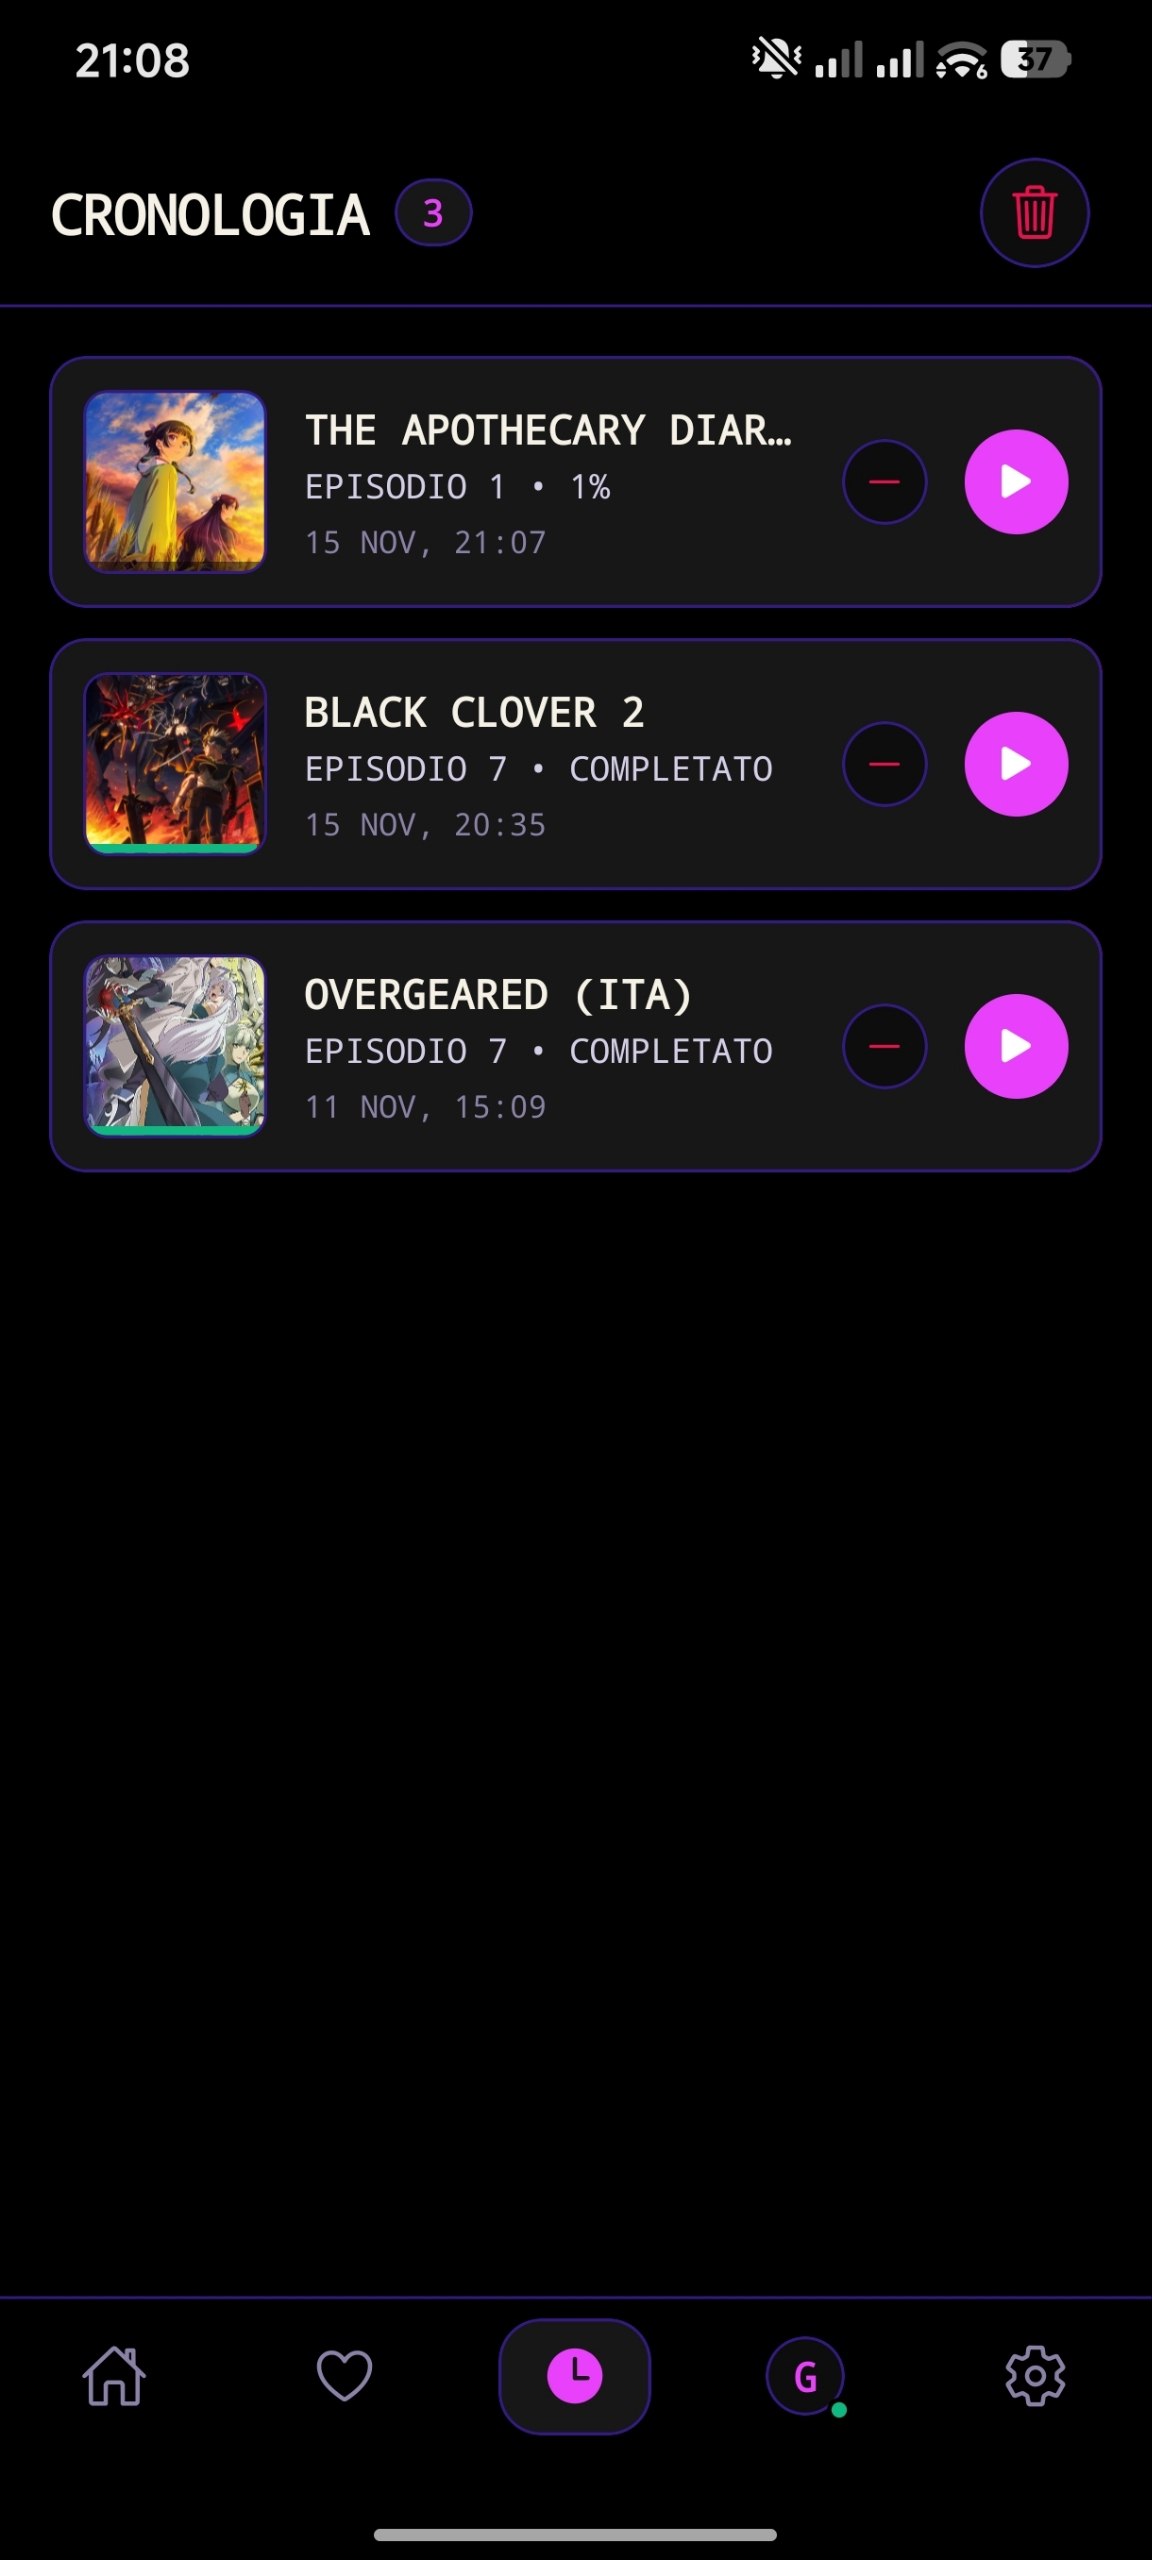 21:08
6
37
CRONOLOGIA 3
THE APOTHECARY DIAR…
EPISODIO 1 • 1%
15 NOV, 21:07
BLACK CLOVER 2
EPISODIO 7 • COMPLETATO
15 NOV, 20:35
OVERGEARED (ITA)
EPISODIO 7 • COMPLETATO
11 NOV, 15:09
G